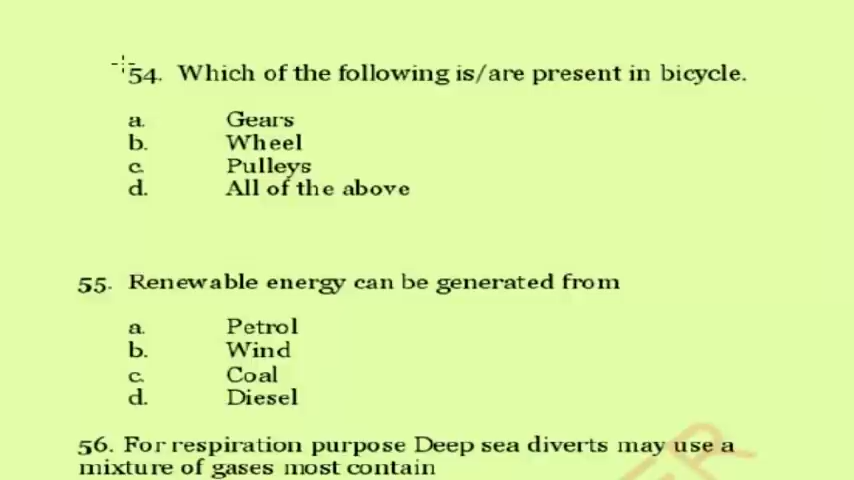 54. Which of the following is/are present in bicycle.
a. Gears
b. Wheel
c. Pulleys
d. All of the above
55. Renewable energy can be generated from
a. Petrol
b. Wind
c. Coal
d. Diesel
56. For respiration purpose Deep sea diverts may use a
mixture of gases most contain